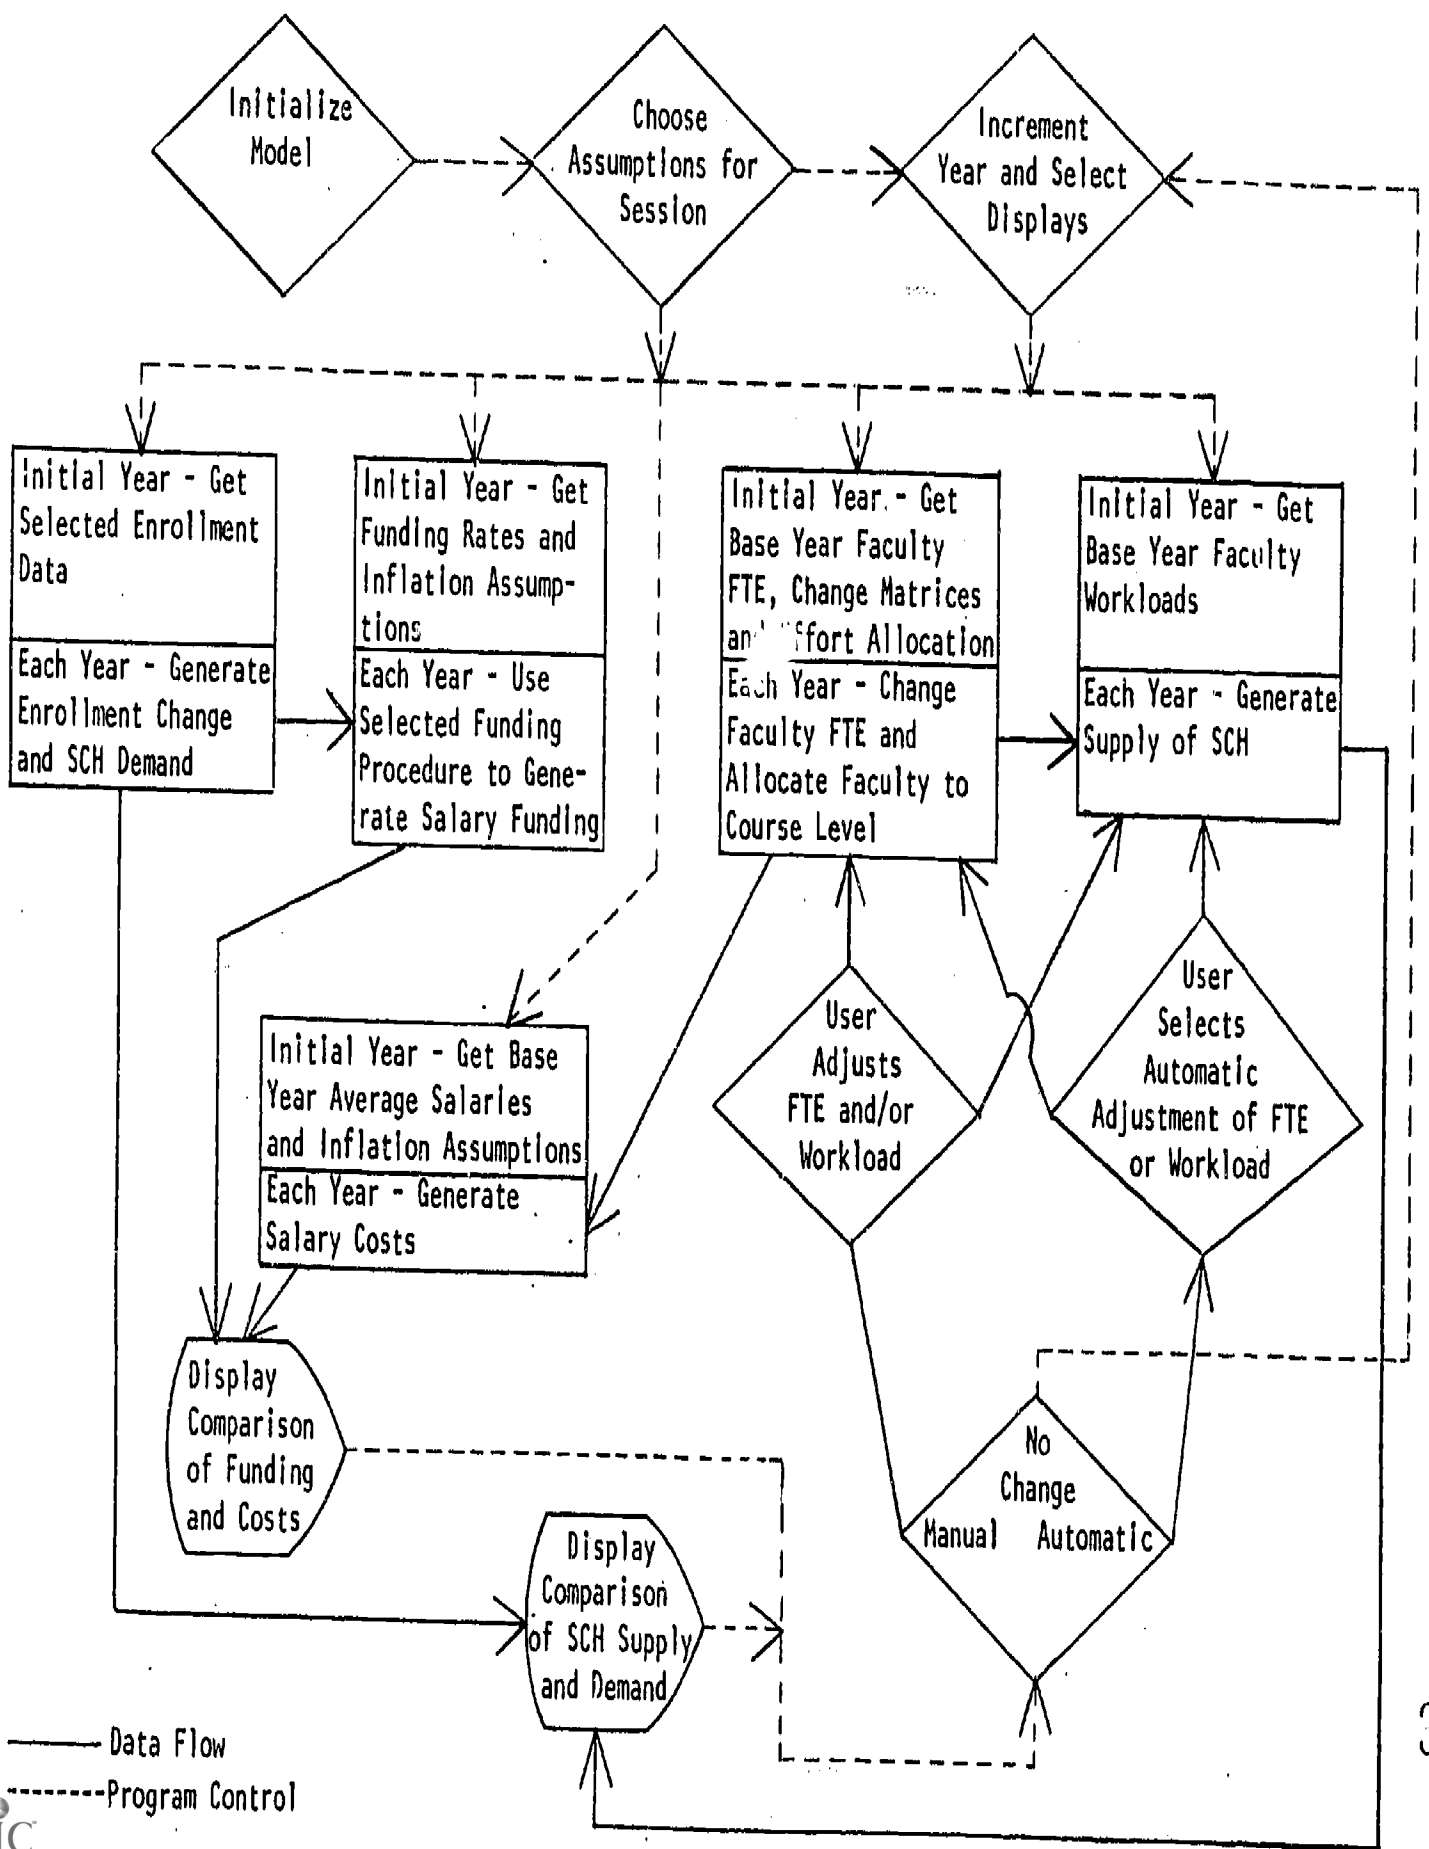 Initialize
Model
Choose
Assumptions for
Session
Increment
Year and Select
Displays
Initial Year - Get
Selected Enrollment
Data
Each Year - Generate
Enrollment Change
and SCH Demand
Initial Year - Get
Funding Rates and
Inflation Assump-
tions
Each Year - Use
Selected Funding
Procedure to Gene-
rate Salary Funding
Initial Year - Get
Base Year Faculty
FTE, Change Matrices
Allocation
Each Year - Change
Faculty FTE and
Allocate Faculty to
Course Level
Initial Year - Get
Base Year Faculty
Workloads
Each Year - Generate
Supply of SCH
Initial Year - Get Base
Year Average Salaries
and Inflation Assumptions
Each Year - Generate
Salary Costs
User
Adjusts
FTE and/or
Workload
User
Selects
Automatic
Adjustment of FTE
or Workload
Display
Comparison
of Funding
and Costs
No
Change
Manual Automatic
Display
Comparison
of SCH Supply
and Demand
Data Flow
Program Control